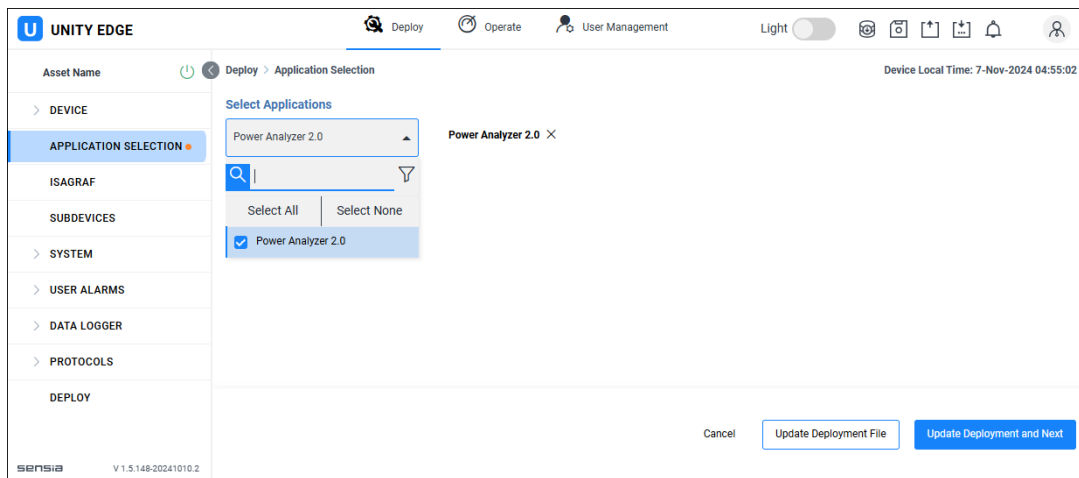 U UNITY EDGE
Deploy
Operate
User Management
Light
Asset Name
Deploy > Application Selection
Device Local Time: 7-Nov-2024 04:55:02
DEVICE
APPLICATION SELECTION
ISAGRAF
SUBDEVICES
SYSTEM
USER ALARMS
DATA LOGGER
PROTOCOLS
DEPLOY
Select Applications
Power Analyzer 2.0
Power Analyzer 2.0
Select All
Select None
Power Analyzer 2.0
Cancel
Update Deployment File
Update Deployment and Next
sensia
V 1.5.148-20241010.2